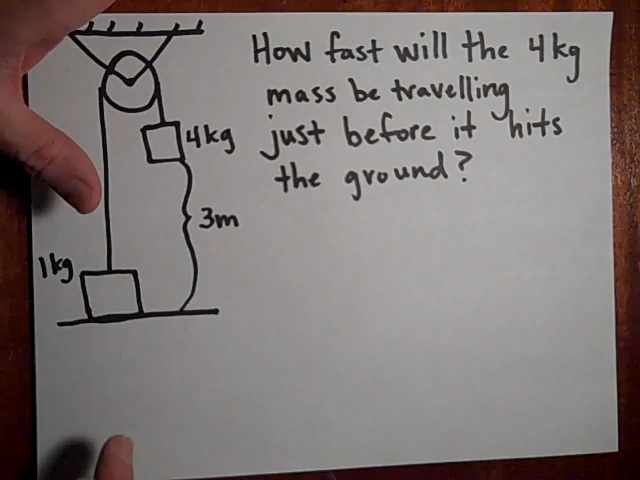 How fast will the 4kg
mass be travelling
just before it hits
the ground?
4kg
3m
1kg